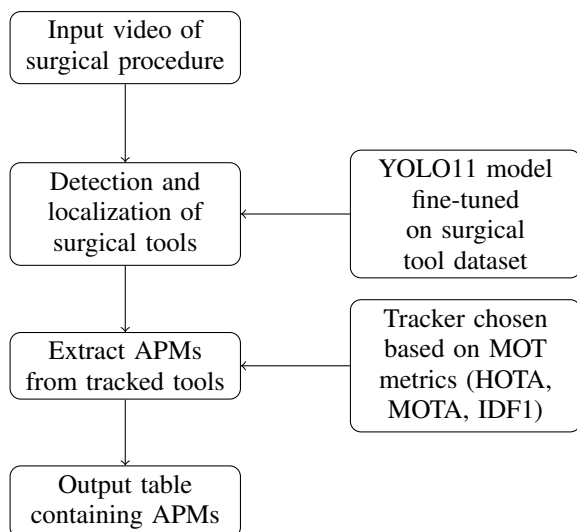 Input video of
surgical procedure
Detection and
localization of
surgical tools
YOLO11 model
fine-tuned
on surgical
tool dataset
Extract APMs
from tracked tools
Tracker chosen
based on MOT
metrics (HOTA,
MOTA, IDF1)
Output table
containing APMs